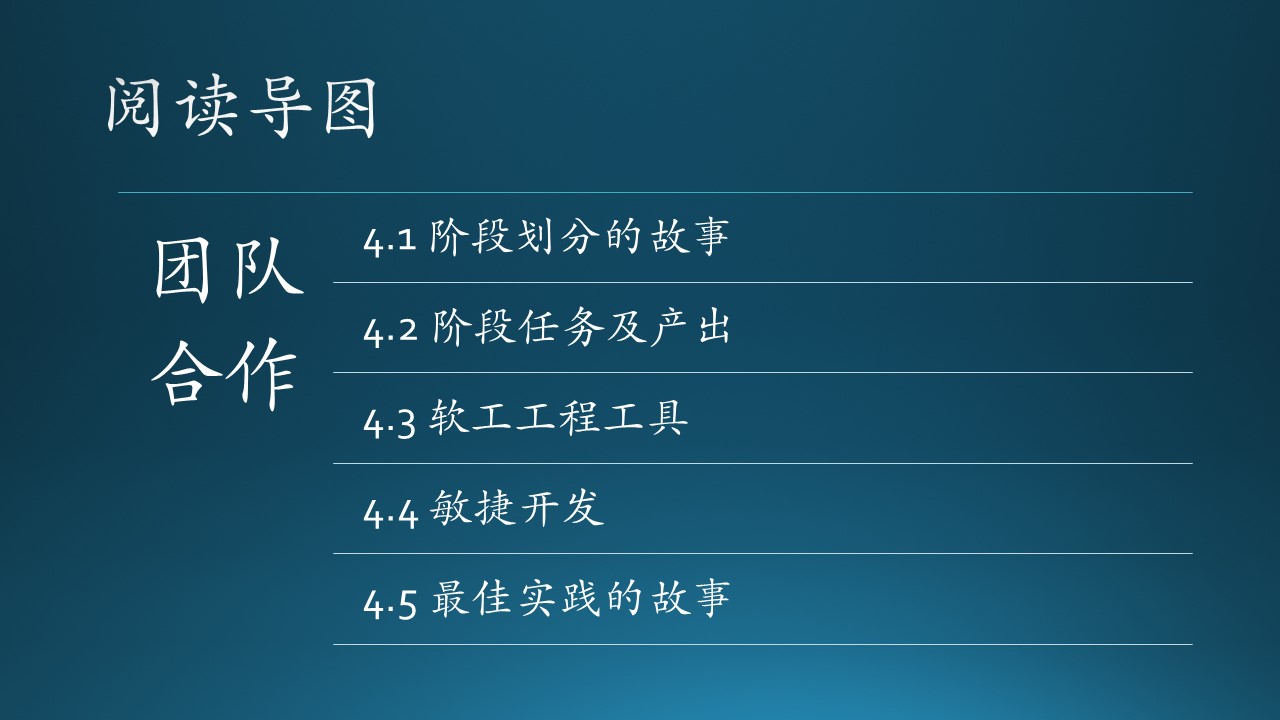 阅读导图
团队
合作
4.1 阶段划分的故事
4.2 阶段任务及产出
4.3 软工工程工具
4.4 敏捷开发
4.5 最佳实践的故事